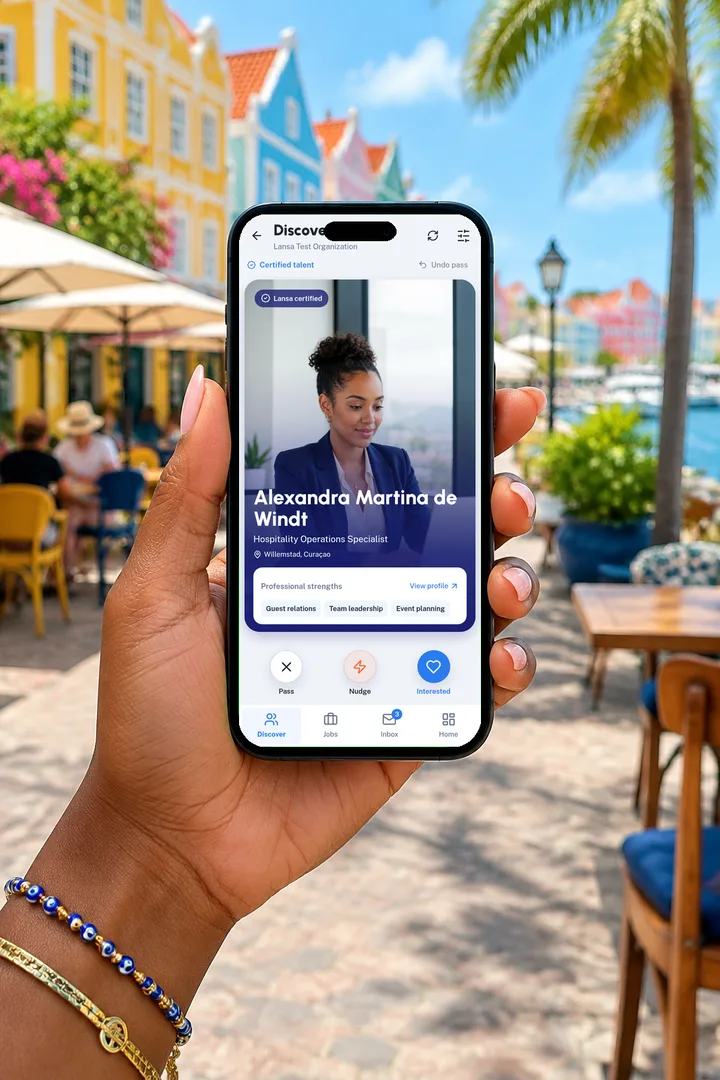 Discove
Lansa Test Organization
Certified talent
Undo pass
Lansa certified
Alexandra Martina de
Windt
Hospitality Operations Specialist
Willemstad, Curaçao
Professional strengths
View profile
Guest relations
Team leadership
Event planning
Pass
Nudge
Interested
3
Discover
Jobs
Inbox
Home